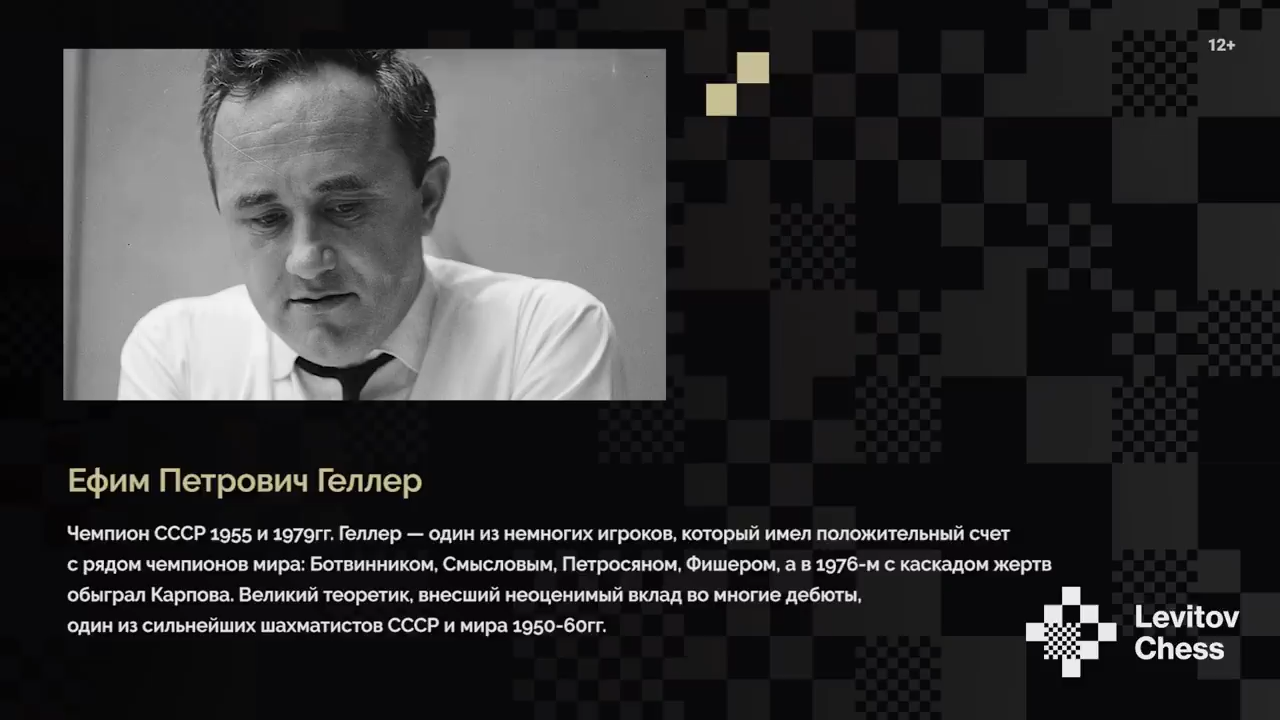 12+
Ефим Петрович Геллер
Чемпион СССР 1955 и 1979гг. Геллер — один из немногих игроков, который имел положительный счет
с рядом чемпионов мира: Ботвинником, Смысловым, Петросяном, Фишером, а в 1976-м с каскадом жертв
обыграл Карпова. Великий теоретик, внесший неоценимый вклад во многие дебюты,
один из сильнейших шахматистов СССР и мира 1950-60гг.
Levitov
Chess